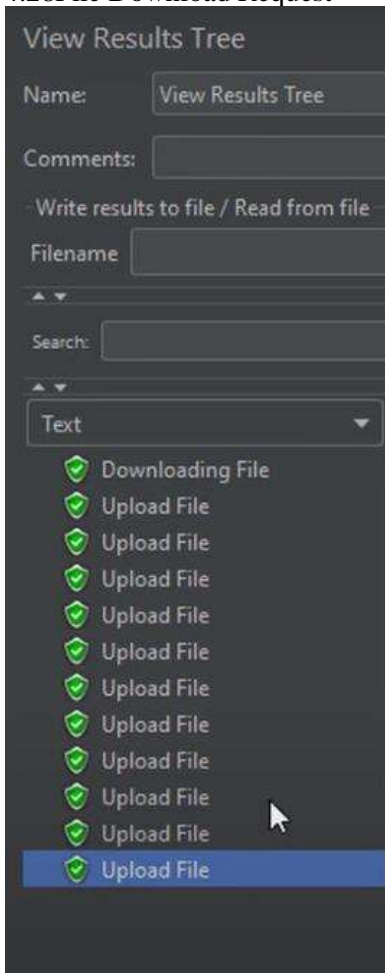 View Results Tree
Name: View Results Tree
Comments:
Write results to file / Read from file
Filename
Search:
Text
Downloading File
Upload File
Upload File
Upload File
Upload File
Upload File
Upload File
Upload File
Upload File
Upload File
Upload File
Upload File